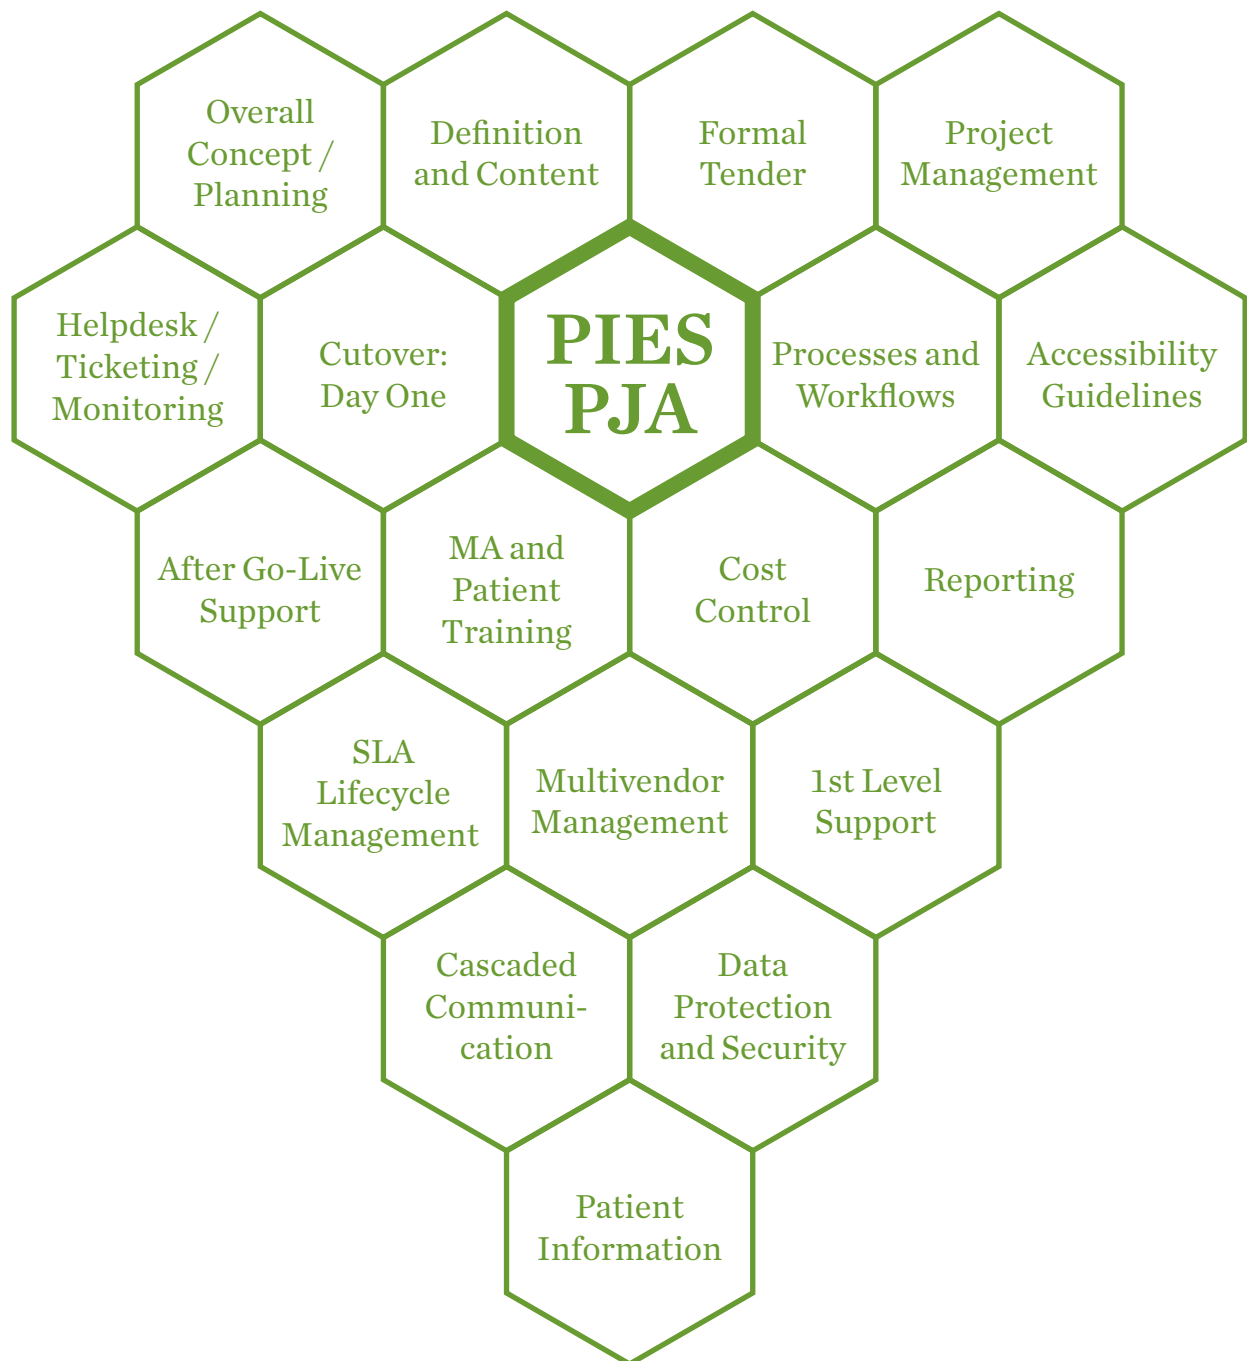 Overall
Concept /
Planning
Definition
and Content
Formal
Tender
Project
Management
Helpdesk /
Ticketing /
Monitoring
Cutover:
Day One
PIES
PJA
Processes and
Workflows
Accessibility
Guidelines
After Go-Live
Support
MA and
Patient
Training
Cost
Control
Reporting
SLA
Lifecycle
Management
Multivendor
Management
1st Level
Support
Cascaded
Communi-
cation
Data
Protection
and Security
Patient
Information